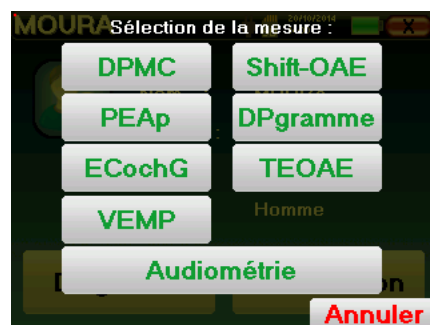 MOURA
20/10/2014
Sélection de la mesure :
X
DPMC
Shift-OAE
PEAp
DPgramme
ECochG
TEOAE
VEMP
Homme
Audiométrie
Annuler